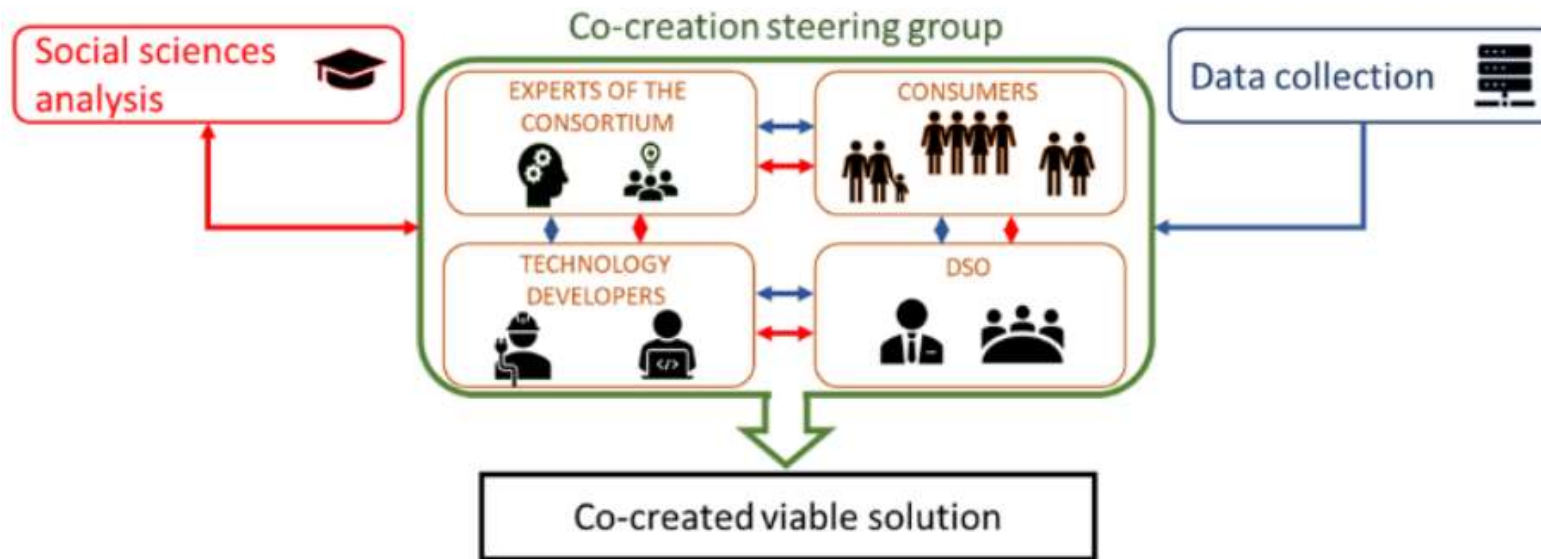 Co-creation steering group
Social sciences
analysis
Data collection
EXPERTS OF THE
CONSORTIUM
CONSUMERS
TECHNOLOGY
DEVELOPERS
</>
DSO
Co-created viable solution